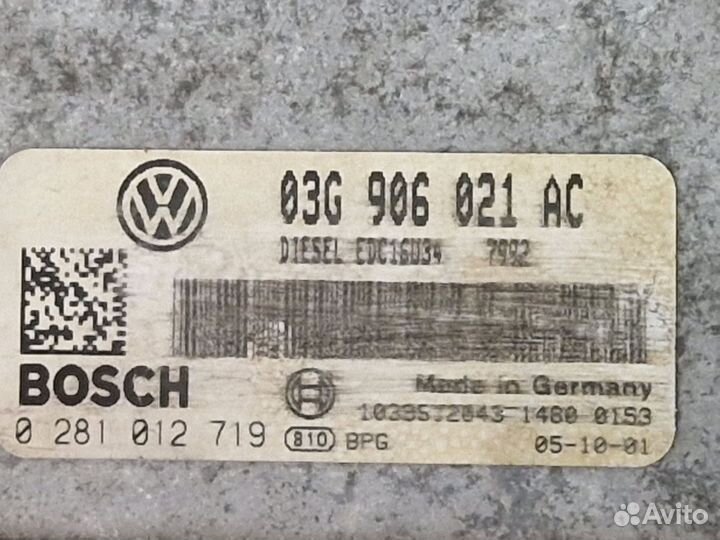 03G 906 021 AC
DIESEL EDC16U34 7992
BOSCH
Made in Germany
1039S12043 1480 0153
0 281 012 719 810 BPG 05-10-01
Avito